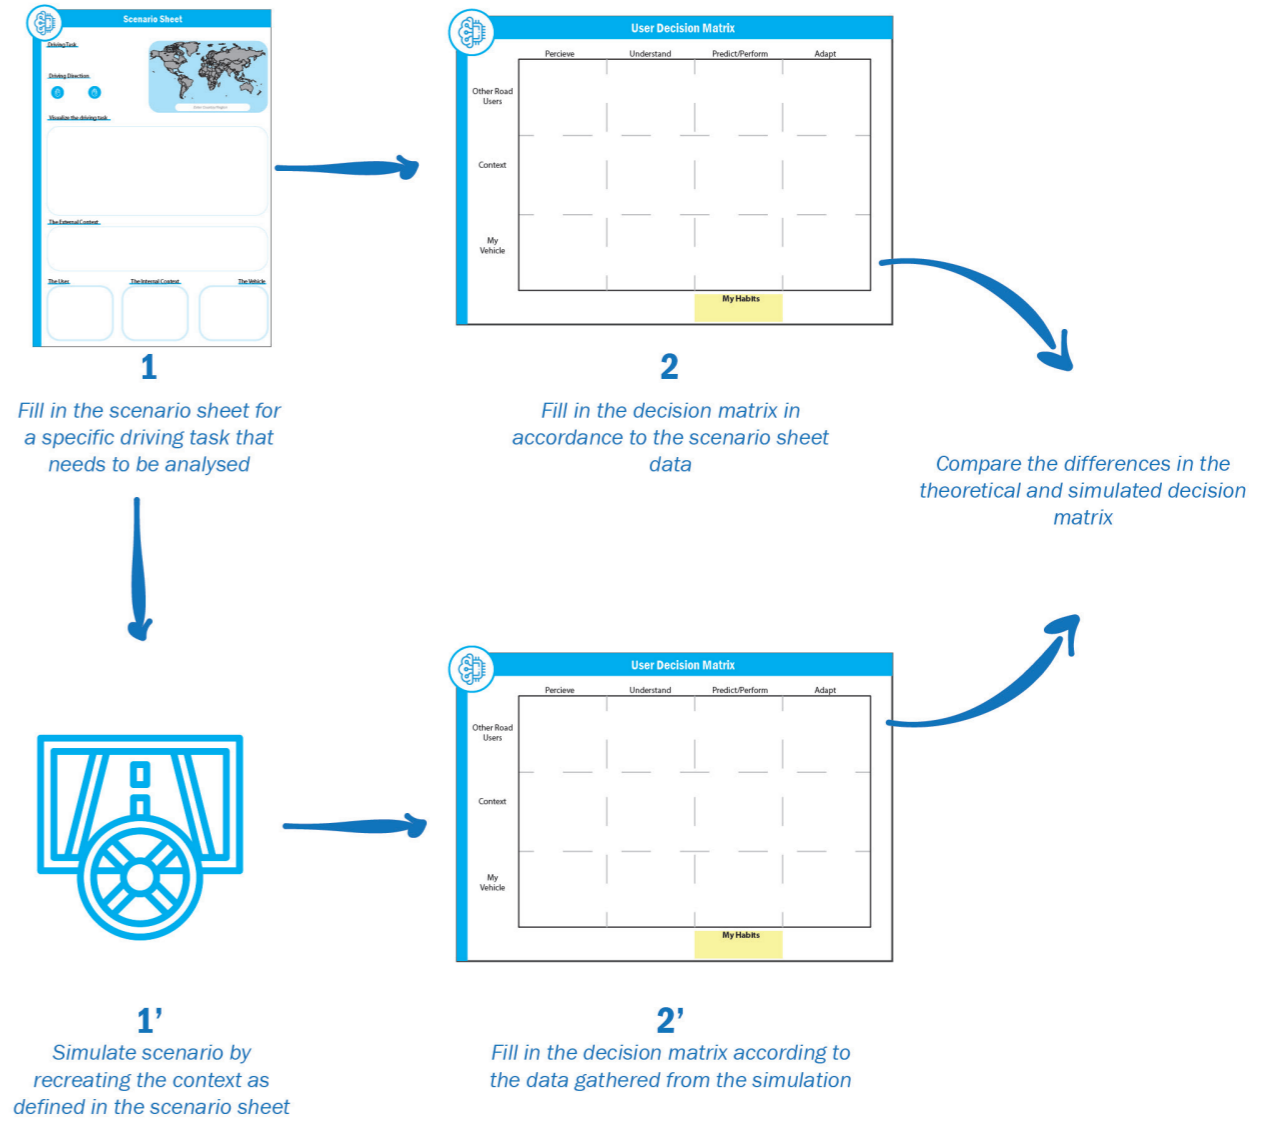 Scenario Sheet
Driving Task
Driving Direction
Enter Country/Region
Visualize the driving task
The External Context
The User
The Internal Context
The Vehicle
1
Fill in the scenario sheet for
a specific driving task that
needs to be analysed
User Decision Matrix
Percieve
Understand
Predict/Perform
Adapt
Other Road
Users
Context
My
Vehicle
My Habits
2
Fill in the decision matrix in
accordance to the scenario sheet
data
Compare the differences in the
theoretical and simulated decision
matrix
1’
Simulate scenario by
recreating the context as
defined in the scenario sheet
User Decision Matrix
Percieve
Understand
Predict/Perform
Adapt
Other Road
Users
Context
My
Vehicle
My Habits
2’
Fill in the decision matrix according to
the data gathered from the simulation